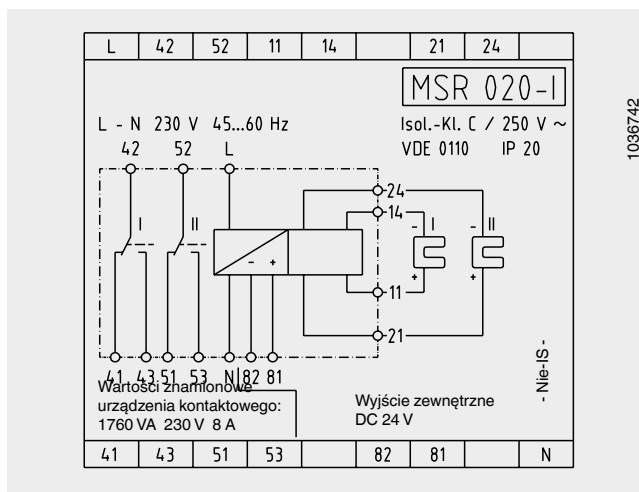 L 42 52 11 14 21 24
MSR 020-I
L - N 230 V 45...60 Hz
Isol.-Kl. C / 250 V ~
VDE 0110 IP 20
42 52 L
24
14
I II - I - II
- +
+ +
11
21
41 43 51 53 N 82 81
Wartości znamionowe
urządzenia kontaktowego:
1760 VA 230 V 8 A
Wyjście zewnętrzne
DC 24 V
- Nie-IS -
41 43 51 53 82 81 N
1036742